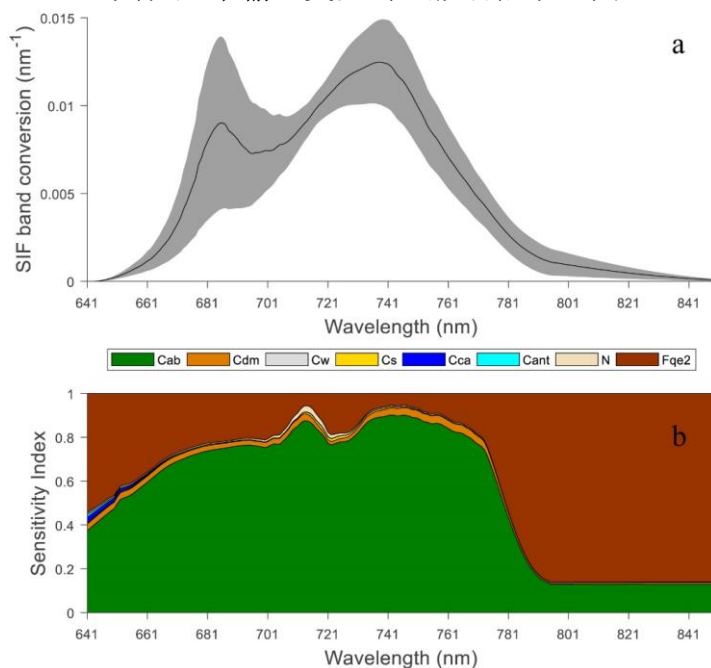 0.015
a
0.01
SIF band conversion (nm⁻¹)
0.005
0
641 661 681 701 721 741 761 781 801 821 841
Wavelength (nm)
Cab Cdm Cw Cs Cca Cant N Fqe2
1
b
0.8
0.6
Sensitivity Index
0.4
0.2
0
641 661 681 701 721 741 761 781 801 821 841
Wavelength (nm)